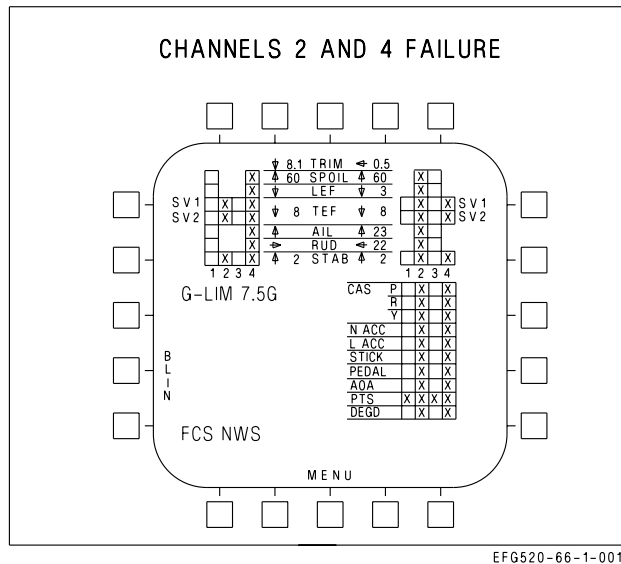 CHANNELS 2 AND 4 FAILURE
8.1 TRIM 0.5
X 60 SPOIL 60 X
X LEF 3 X
SV1 X X 8 TEF 8 X X SV1
SV2 X X X X SV2
X AIL 23 X
X RUD 22 X
X X 2 STAB 2 X X
1 2 3 4 1 2 3 4
G-LIM 7.5G
CAS P X X
R X X
Y X X
N ACC X X
L ACC X X
STICK X X
PEDAL X X
AOA X X
PTS X X X X
DEGD X X
BLIN
FCS NWS
MENU
EFG520-66-1-001